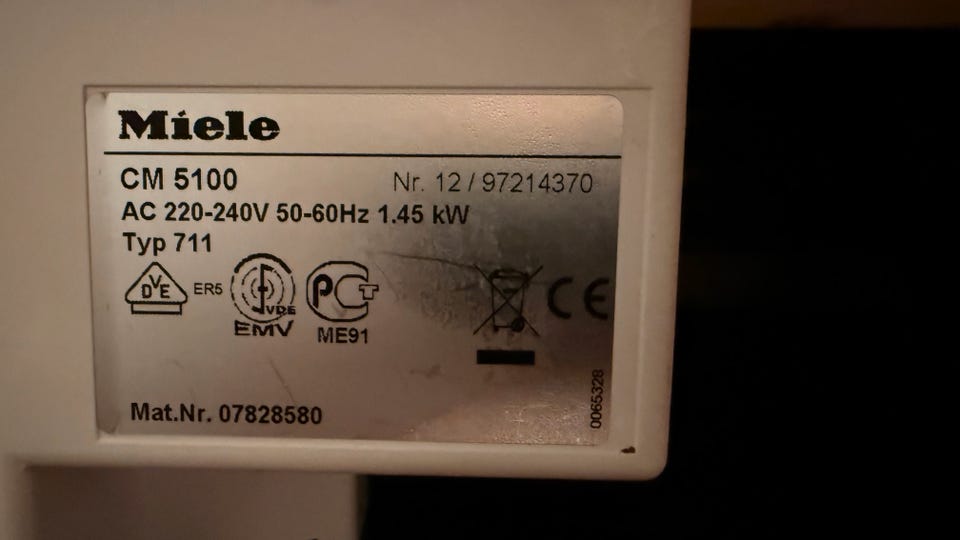 Miele
CM 5100 Nr. 12 / 97214370
AC 220-240V 50-60Hz 1.45 kW
Typ 711
DVE ER5 VDE PCT CE
EMV ME91
0065328
Mat.Nr. 07828580